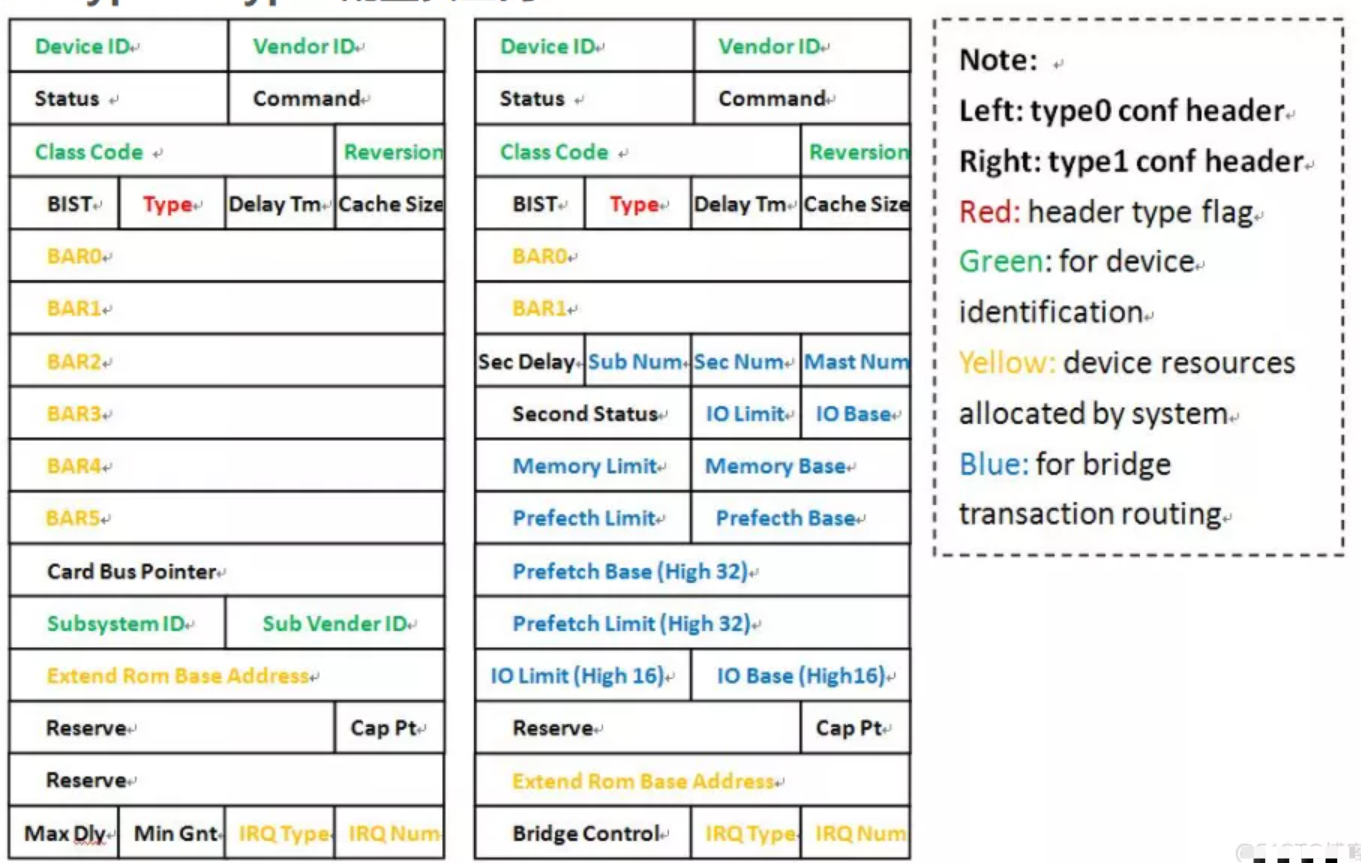 Device ID Vendor ID
Status Command
Class Code Reversion
BIST Type Delay Tm Cache Size
BAR0
BAR1
BAR2
BAR3
BAR4
BAR5
Card Bus Pointer
Subsystem ID Sub Vender ID
Extend Rom Base Address
Reserve Cap Pt
Reserve
Max Dly Min Gnt IRQ Type IRQ Num
Device ID Vendor ID
Status Command
Class Code Reversion
BIST Type Delay Tm Cache Size
BAR0
BAR1
Sec Delay Sub Num Sec Num Mast Num
Second Status IO Limit IO Base
Memory Limit Memory Base
Prefecth Limit Prefecth Base
Prefetch Base (High 32)
Prefetch Limit (High 32)
IO Limit (High 16) IO Base (High16)
Reserve Cap Pt
Extend Rom Base Address
Bridge Control IRQ Type IRQ Num
Note:
Left: type0 conf header
Right: type1 conf header
Red: header type flag
Green: for device
identification
Yellow: device resources
allocated by system
Blue: for bridge
transaction routing